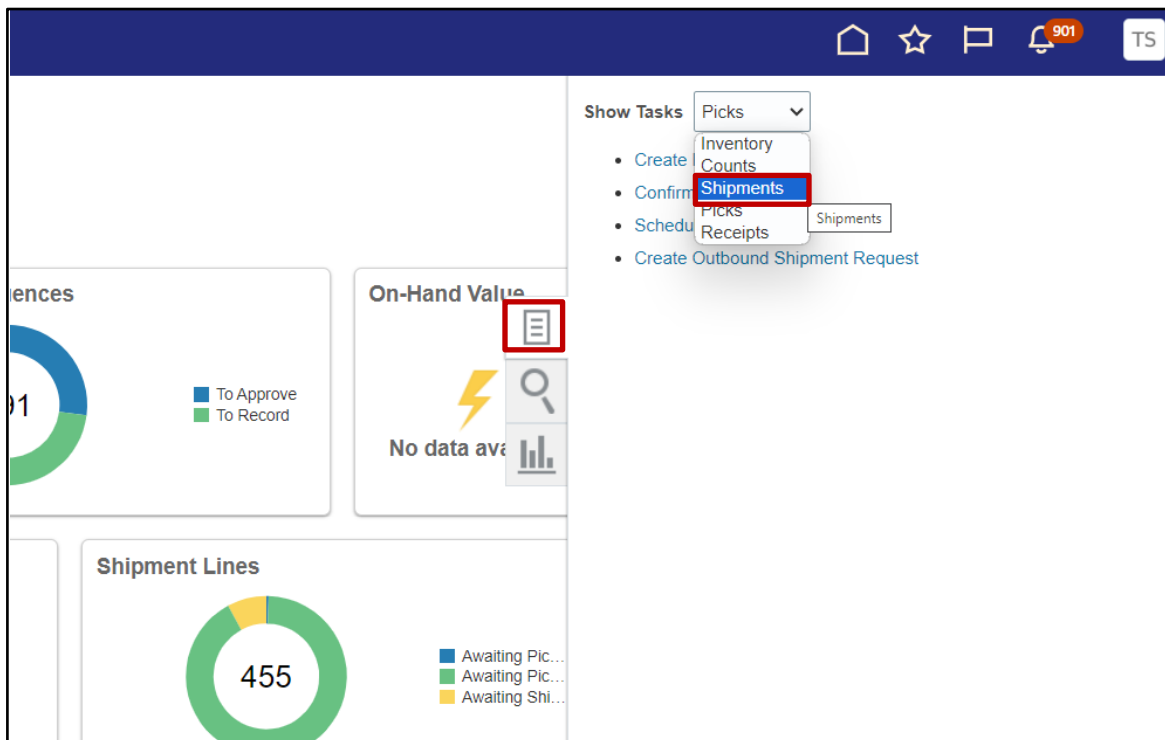 901
TS
Show Tasks Picks
Inventory
Create
Counts
Confirm
Shipments
Picks
Shipments
Schedu
Receipts
Create Outbound Shipment Request
ences
On-Hand Value
91
To Approve
To Record
No data ava
Shipment Lines
455
Awaiting Pic...
Awaiting Pic...
Awaiting Shi...